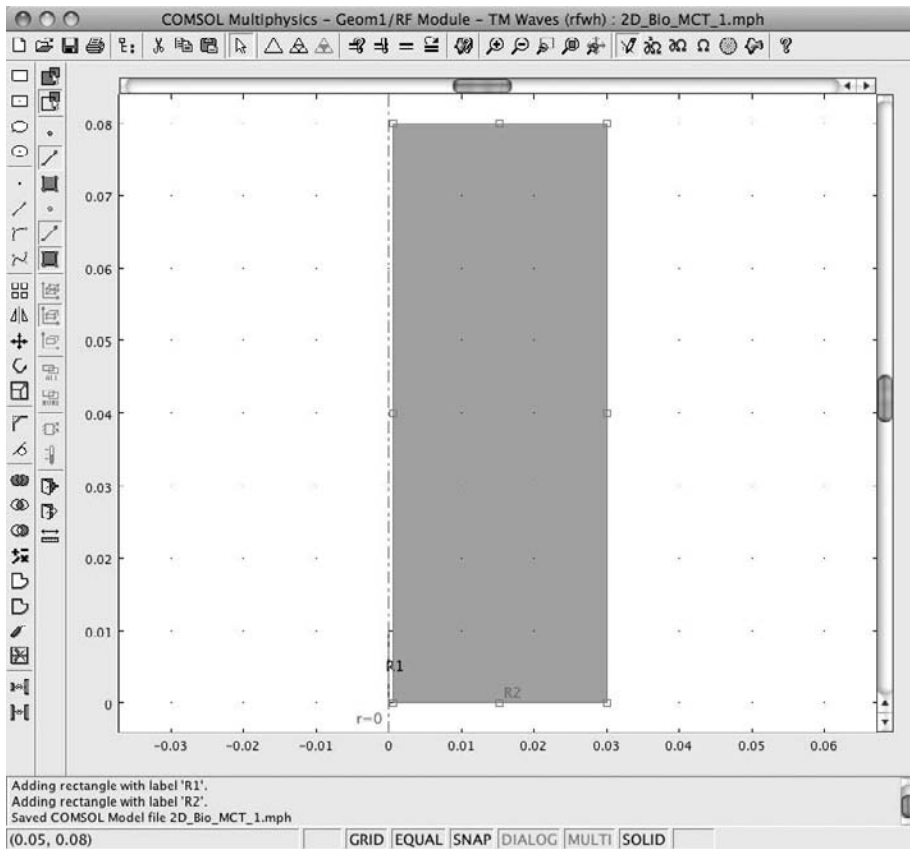 COMSOL Multiphysics - Geom1/RF Module - TM Waves (rfwh) : 2D_Bio_MCT_1.mph
0.08
0.07
0.06
0.05
0.04
0.03
0.02
0.01
R1
R2
0
r=0
-0.03 -0.02 -0.01 0 0.01 0.02 0.03 0.04 0.05 0.06
Adding rectangle with label 'R1'.
Adding rectangle with label 'R2'.
Saved COMSOL Model file 2D_Bio_MCT_1.mph
(0.05, 0.08) GRID EQUAL SNAP DIALOG MULTI SOLID